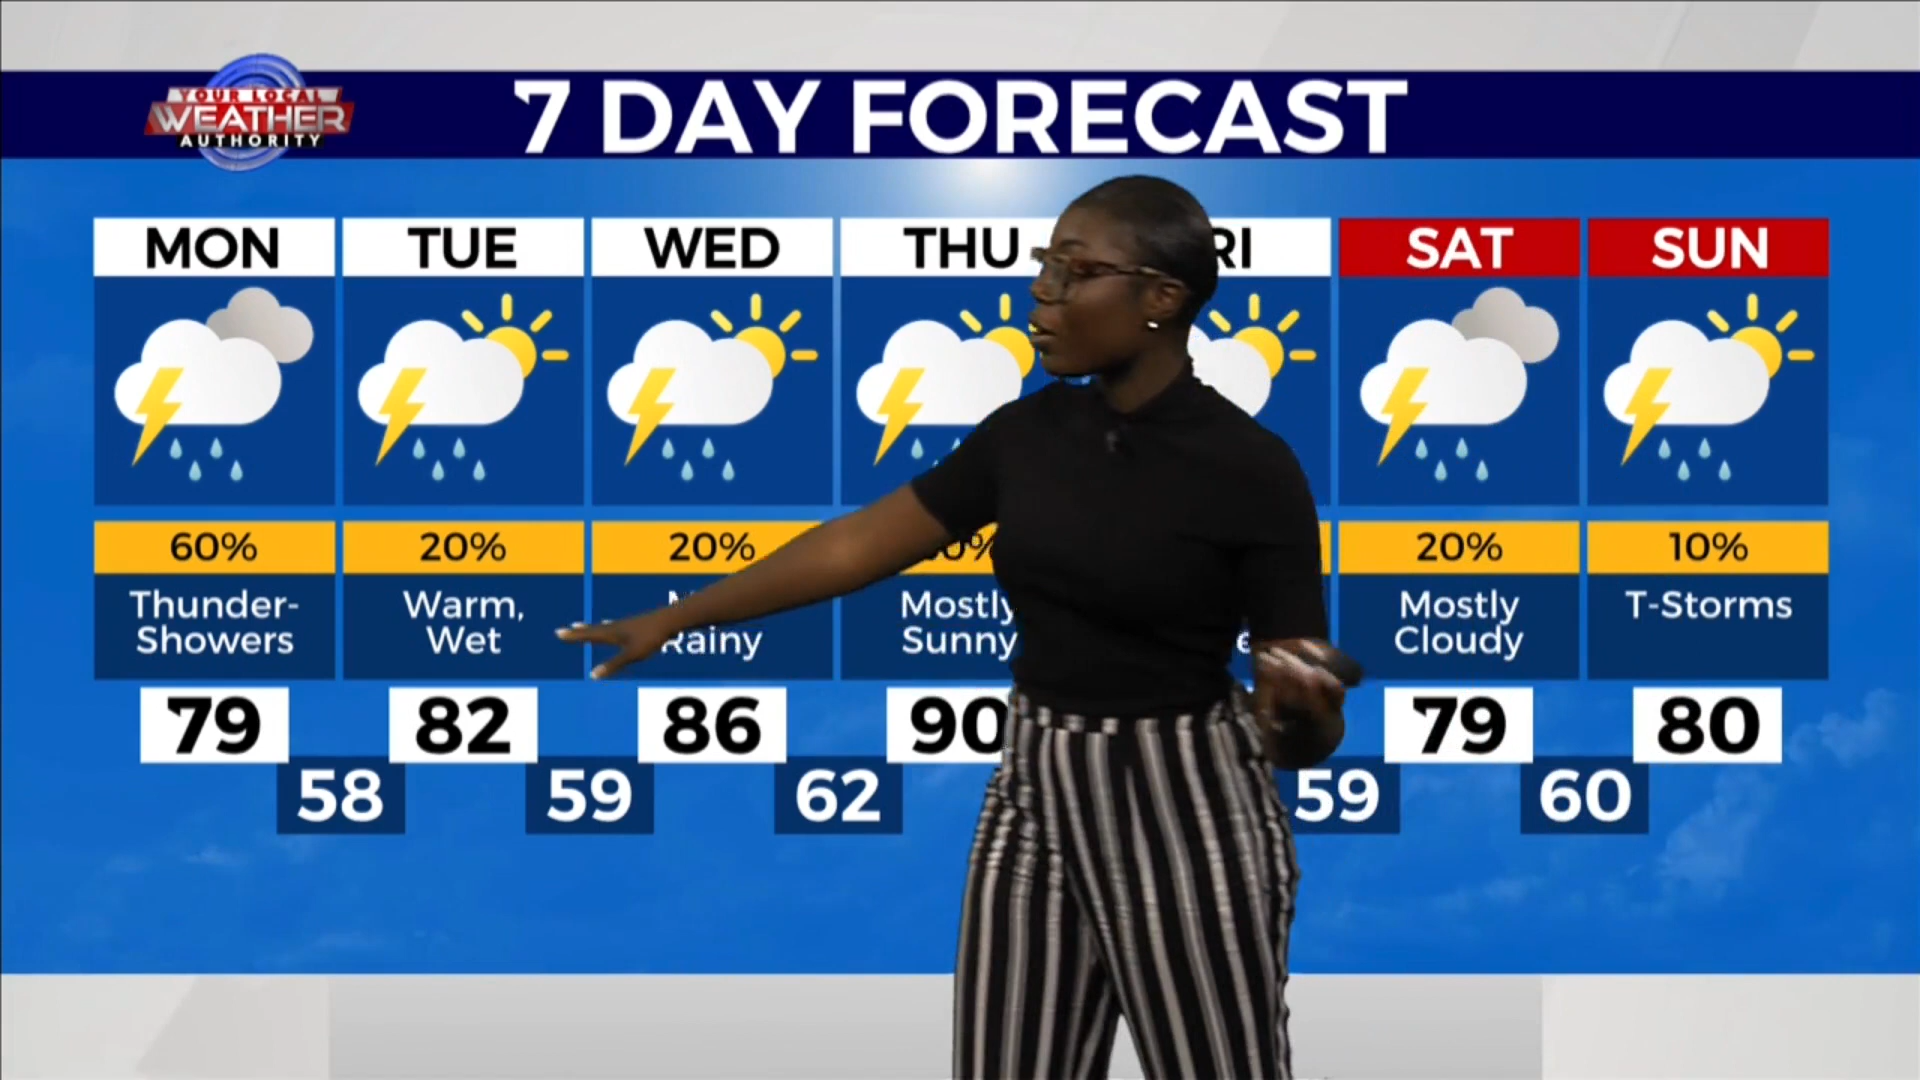 YOUR LOCAL
WEATHER
AUTHORITY
7 DAY FORECAST
MON TUE WED THU SAT SUN
60% 20% 20% 20% 10%
Thunder- Warm, Mostly Mostly T-Storms
Showers Wet Rainy Sunny Cloudy
79 82 86 90 79 80
58 59 62 59 60